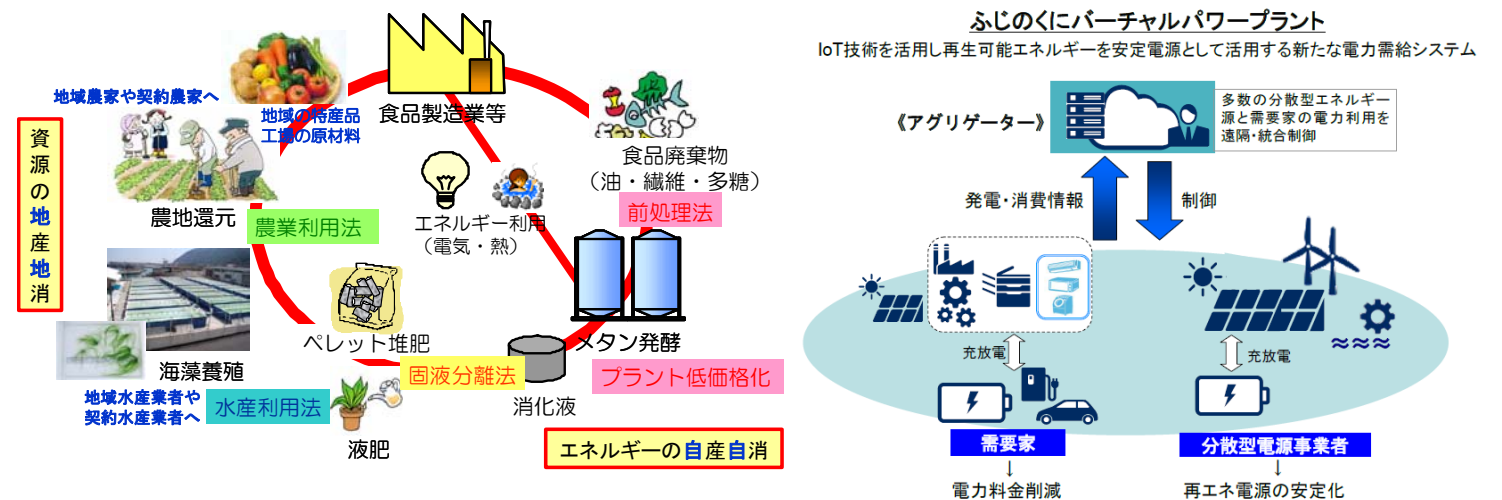 地域農家や契約農家へ
地域の特産品
工場の原材料
食品製造業等
食品廃棄物
（油・繊維・多糖）
前処理法
資源の地産地消
農地還元
農業利用法
エネルギー利用
（電気・熱）
ペレット堆肥
メタン発酵
固液分離法
プラント低価格化
海藻養殖
地域水産業者や
契約水産業者へ
水産利用法
消化液
液肥
エネルギーの自産自消
ふじのくにバーチャルパワープラント
IoT技術を活用し再生可能エネルギーを安定電源として活用する新たな電力需給システム
《アグリゲーター》
多数の分散型エネルギー
源と需要家の電力利用を
遠隔・統合制御
発電・消費情報
制御
充放電
充放電
需要家
分散型電源事業者
↓
↓
電力料金削減
再エネ電源の安定化